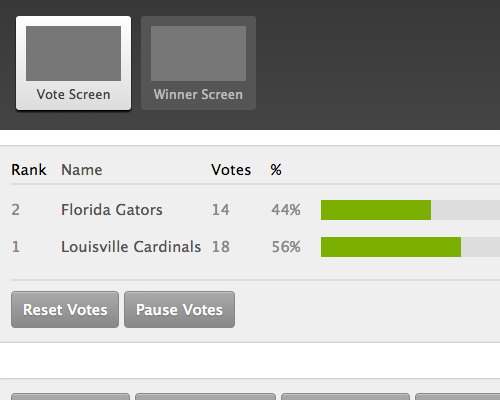 Vote Screen Winner Screen
Rank Name Votes %
2 Florida Gators 14 44%
1 Louisville Cardinals 18 56%
Reset Votes Pause Votes